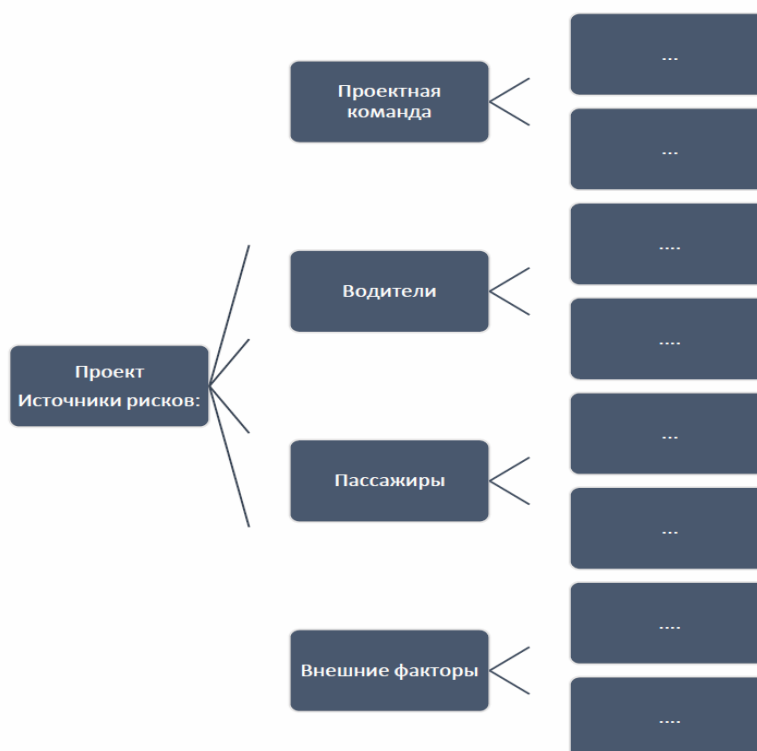 Проект
Источники рисков:
Проектная
команда
...
...
Водители
....
....
Пассажиры
...
...
Внешние факторы
....
....